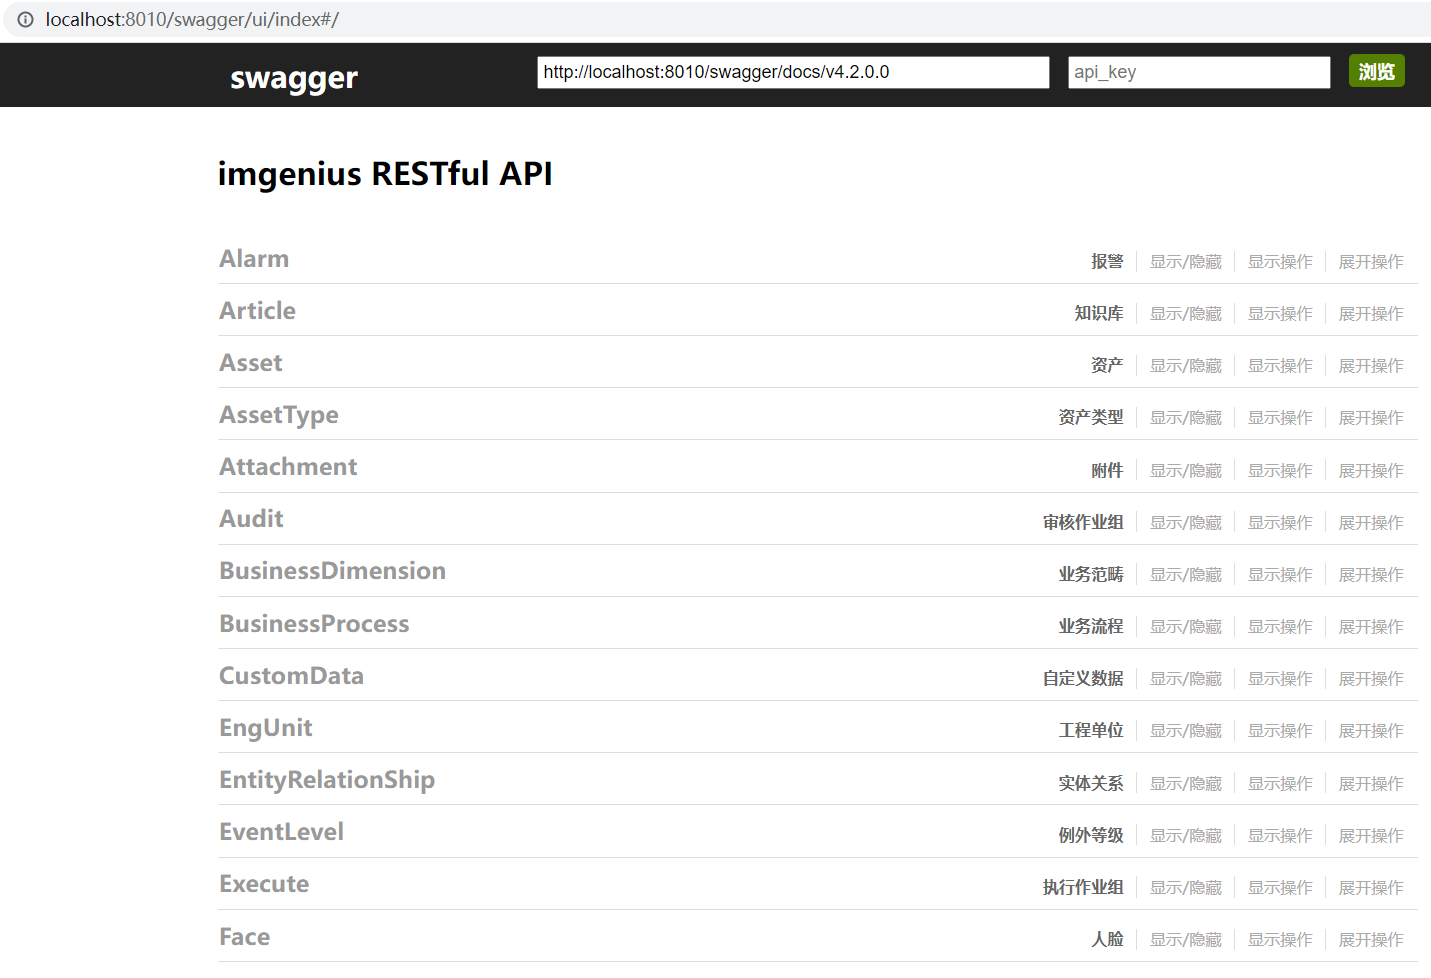 localhost:8010/swagger/ui/index#/
swagger http://localhost:8010/swagger/docs/v4.2.0.0 api_key 浏览
imgenius RESTful API
Alarm 报警 显示/隐藏 显示操作 展开操作
Article 知识库 显示/隐藏 显示操作 展开操作
Asset 资产 显示/隐藏 显示操作 展开操作
AssetType 资产类型 显示/隐藏 显示操作 展开操作
Attachment 附件 显示/隐藏 显示操作 展开操作
Audit 审核作业组 显示/隐藏 显示操作 展开操作
BusinessDimension 业务范畴 显示/隐藏 显示操作 展开操作
BusinessProcess 业务流程 显示/隐藏 显示操作 展开操作
CustomData 自定义数据 显示/隐藏 显示操作 展开操作
EngUnit 工程单位 显示/隐藏 显示操作 展开操作
EntityRelationShip 实体关系 显示/隐藏 显示操作 展开操作
EventLevel 例外等级 显示/隐藏 显示操作 展开操作
Execute 执行作业组 显示/隐藏 显示操作 展开操作
Face 人脸 显示/隐藏 显示操作 展开操作